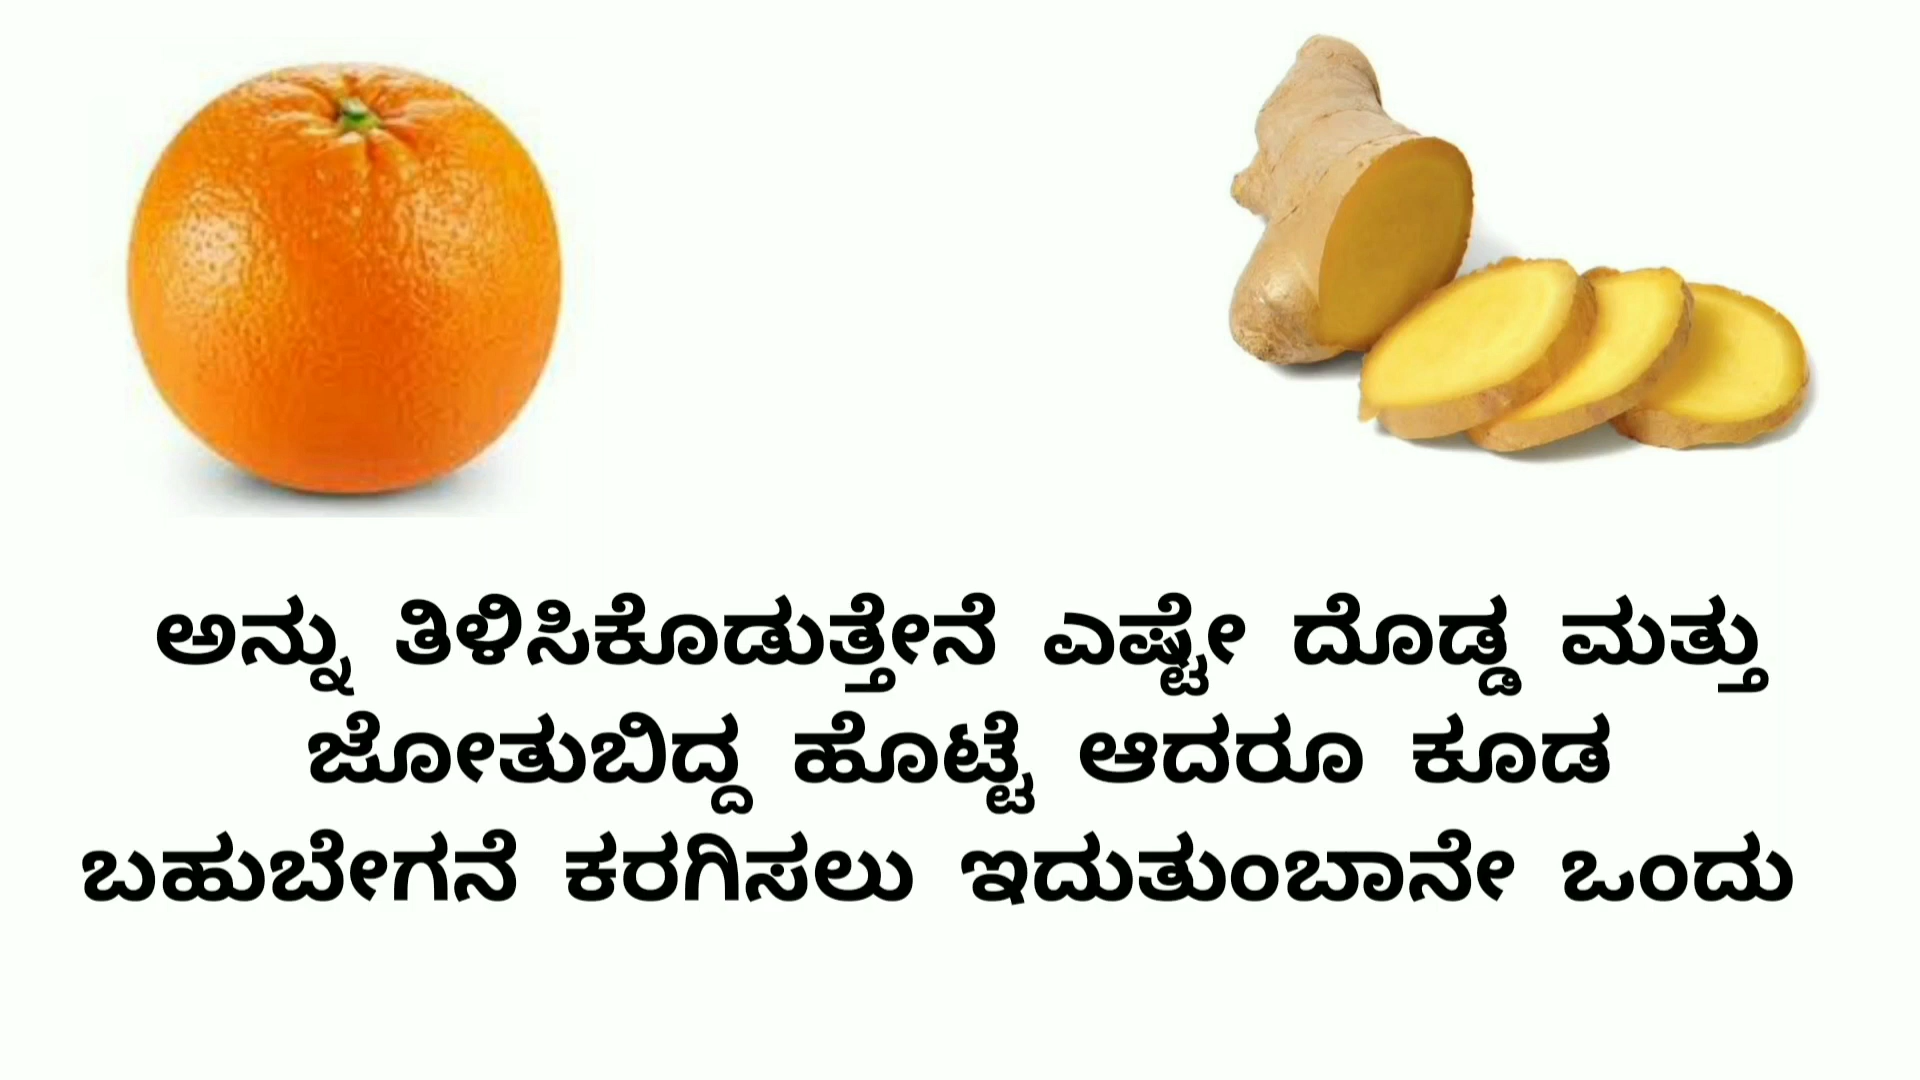 ಅನ್ನು ತಿಳಿಸಿಕೊಡುತ್ತೇನೆ ಎಷ್ಟೇ ದೊಡ್ಡ ಮತ್ತು
ಜೋತುಬಿದ್ದ ಹೊಟ್ಟೆ ಆದರೂ ಕೂಡ
ಬಹುಬೇಗನೆ ಕರಗಿಸಲು ಇದುತುಂಬಾನೇ ಒಂದು